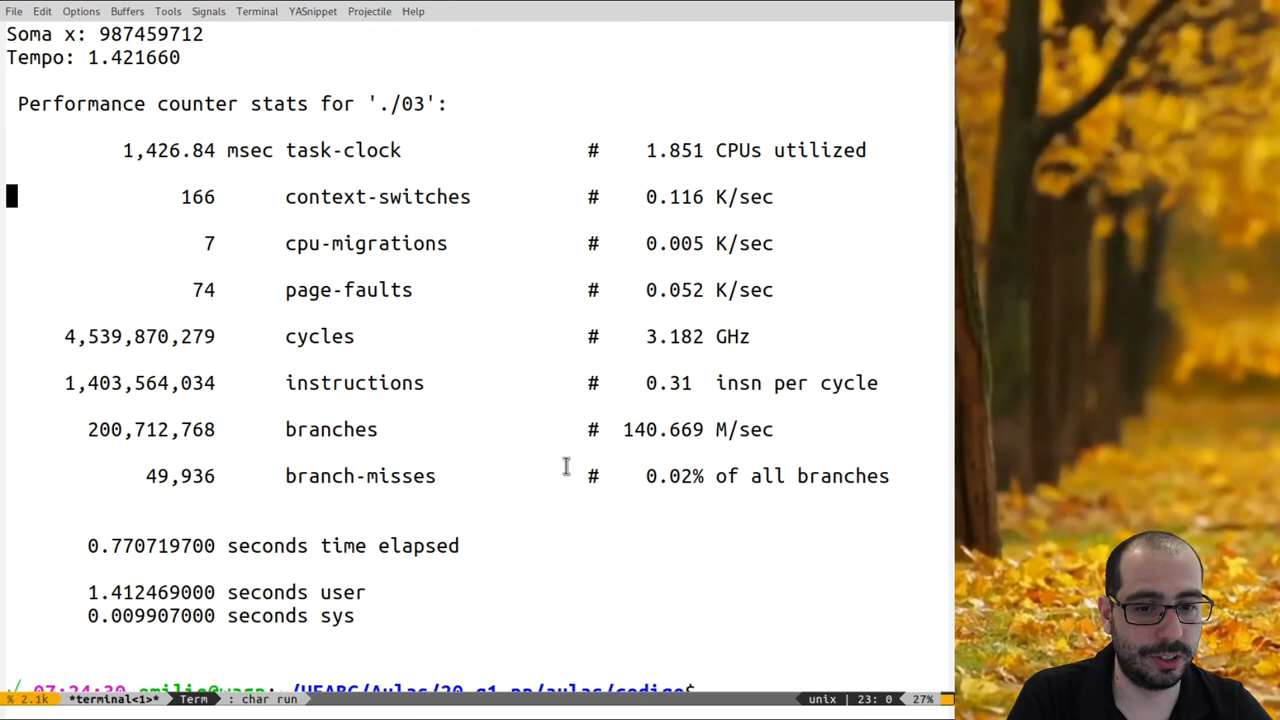 File Edit Options Buffers Tools Signals Terminal YASnippet Projectile Help
Soma x: 987459712
Tempo: 1.421660
Performance counter stats for './03':
1,426.84 msec task-clock # 1.851 CPUs utilized
166 context-switches # 0.116 K/sec
7 cpu-migrations # 0.005 K/sec
74 page-faults # 0.052 K/sec
4,539,870,279 cycles # 3.182 GHz
1,403,564,034 instructions # 0.31 insn per cycle
200,712,768 branches # 140.669 M/sec
49,936 branch-misses # 0.02% of all branches
0.770719700 seconds time elapsed
1.412469000 seconds user
0.009907000 seconds sys
% 2.1k *terminal<1>* Term : char run unix | 23: 0 27%